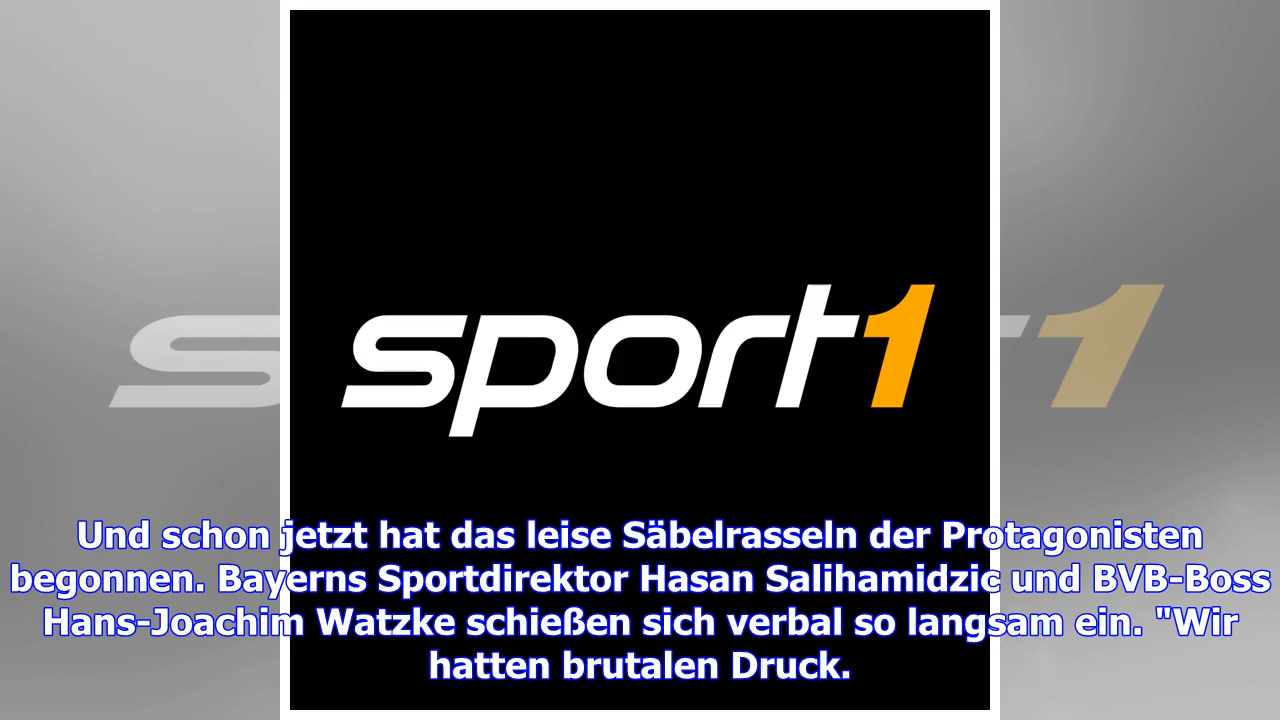 sport1
Und schon jetzt hat das leise Säbelrasseln der Protagonisten
begonnen. Bayerns Sportdirektor Hasan Salihamidzic und BVB-Boss
Hans-Joachim Watzke schießen sich verbal so langsam ein. "Wir
hatten brutalen Druck.